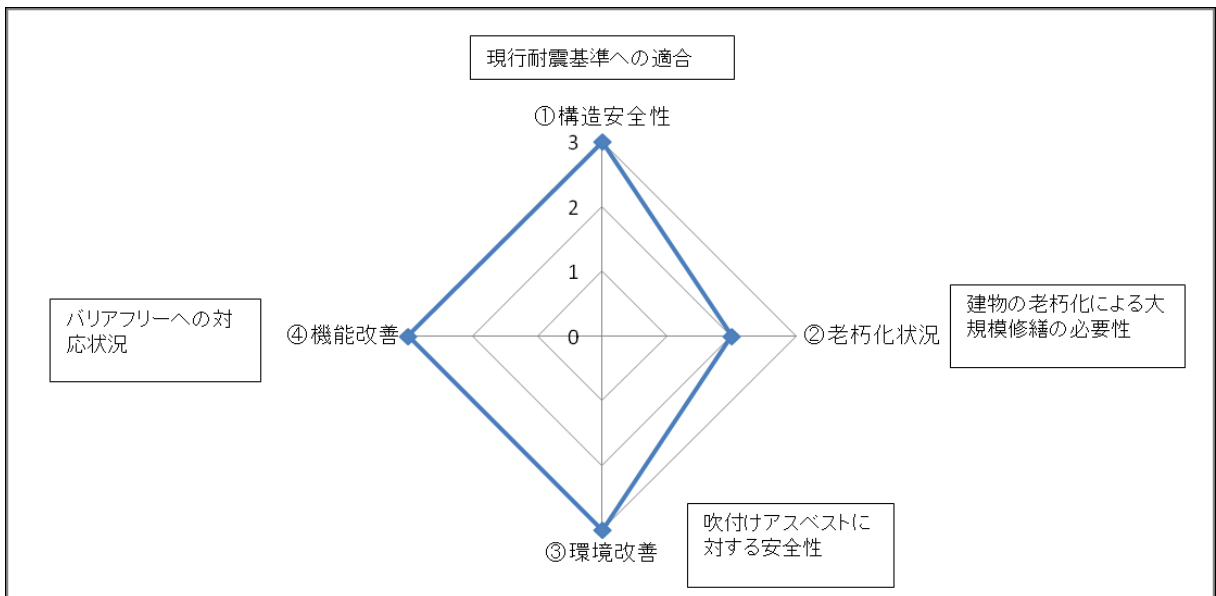 現行耐震基準への適合
①構造安全性
3
2
1
0
バリアフリーへの対
応状況
④機能改善
②老朽化状況
建物の老朽化による大
規模修繕の必要性
③環境改善
吹付けアスベストに
対する安全性